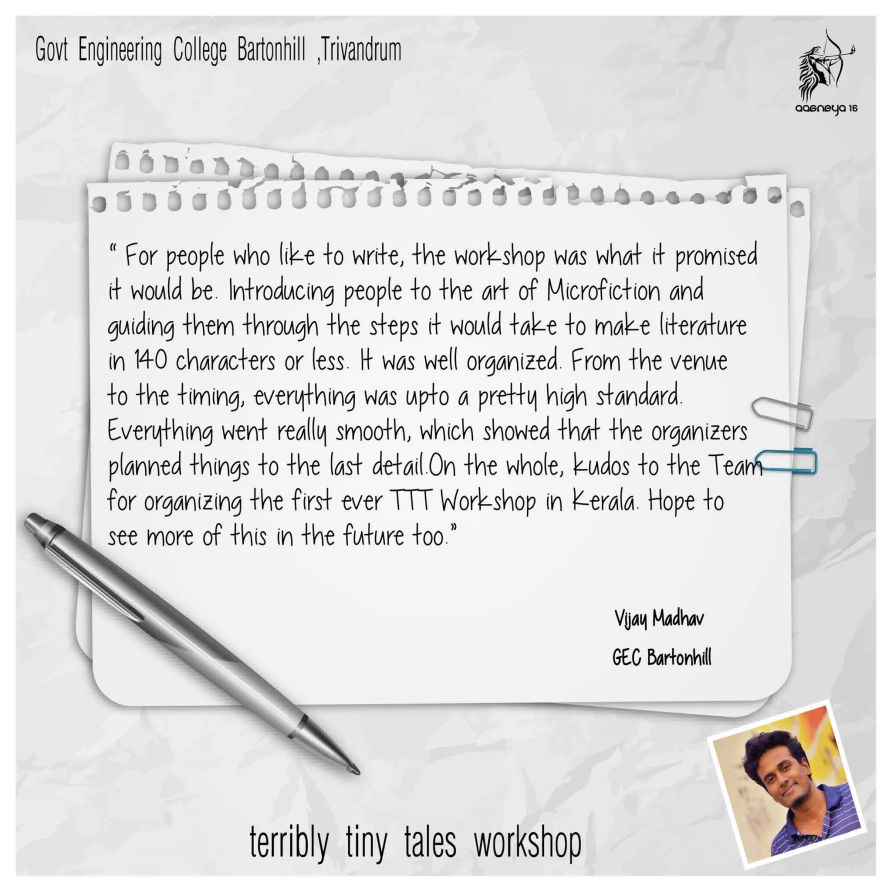 Govt Engineering College Bartonhill ,Trivandrum
aagneya 16
“ For people who like to write, the workshop was what it promised
it would be. Introducing people to the art of Microfiction and
guiding them through the steps it would take to make literature
in 140 characters or less. It was well organized. From the venue
to the timing, everything was upto a pretty high standard.
Everything went really smooth, which showed that the organizers
planned things to the last detail.On the whole, kudos to the Team
for organizing the first ever TTT Workshop in Kerala. Hope to
see more of this in the future too.”
Vijay Madhav
GEC Bartonhill
terribly tiny tales workshop